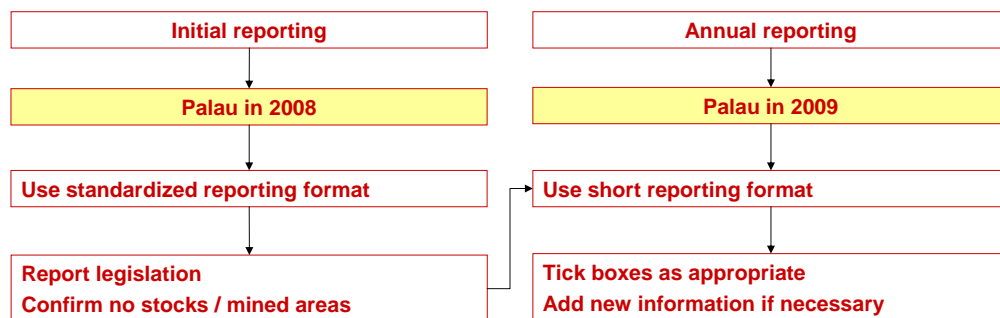 Initial reporting
Annual reporting
Palau in 2008
Palau in 2009
Use standardized reporting format
Use short reporting format
Report legislation
Confirm no stocks / mined areas
Tick boxes as appropriate
Add new information if necessary